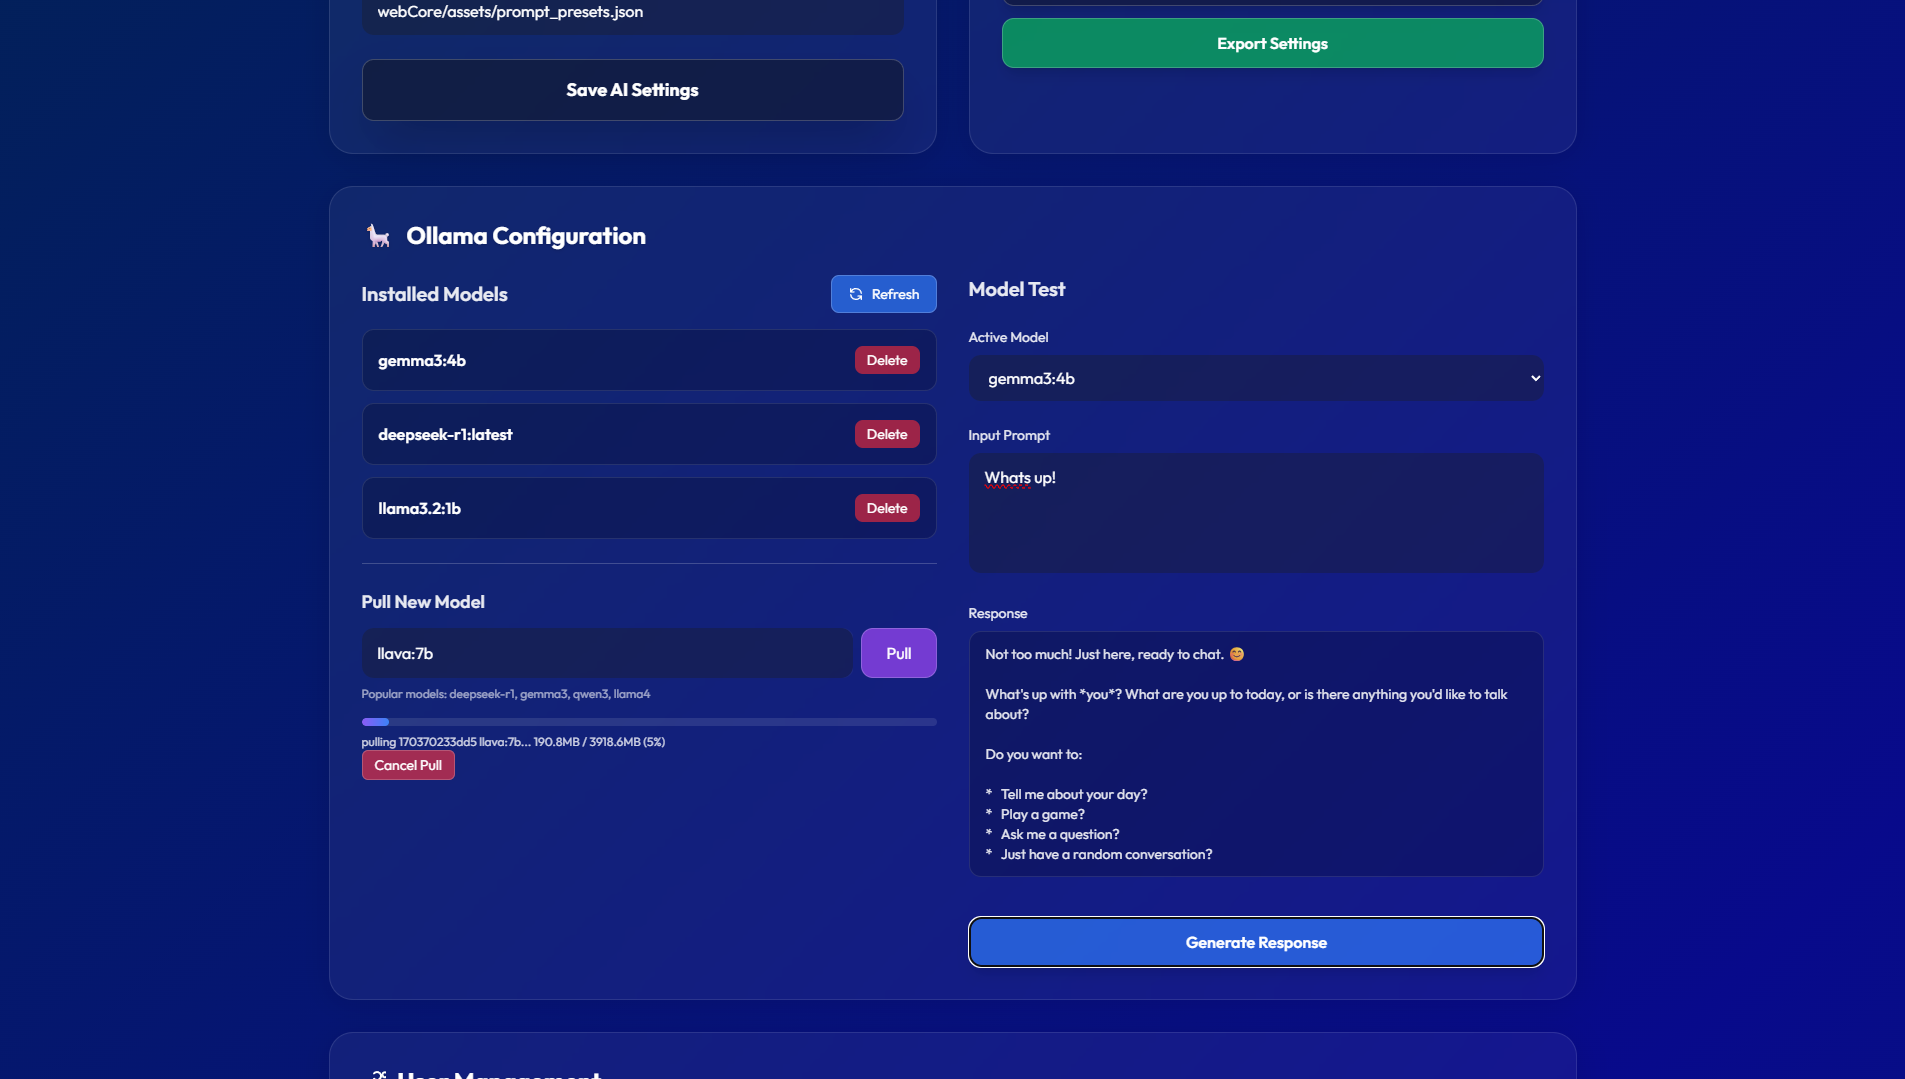 webCore/assets/prompt_presets.json
Save AI Settings
Export Settings
Ollama Configuration
Installed Models
Refresh
gemma3:4b
Delete
deepseek-r1:latest
Delete
llama3.2:1b
Delete
Pull New Model
llava:7b
Pull
Popular models: deepseek-r1, gemma3, qwen3, llama4
pulling 170370233dd5 llava:7b... 190.8MB / 3918.6MB (5%)
Cancel Pull
Model Test
Active Model
gemma3:4b
Input Prompt
Whats up!
Response
Not too much! Just here, ready to chat. 😊
What's up with *you*? What are you up to today, or is there anything you'd like to talk
about?
Do you want to:
* Tell me about your day?
* Play a game?
* Ask me a question?
* Just have a random conversation?
Generate Response
User Management